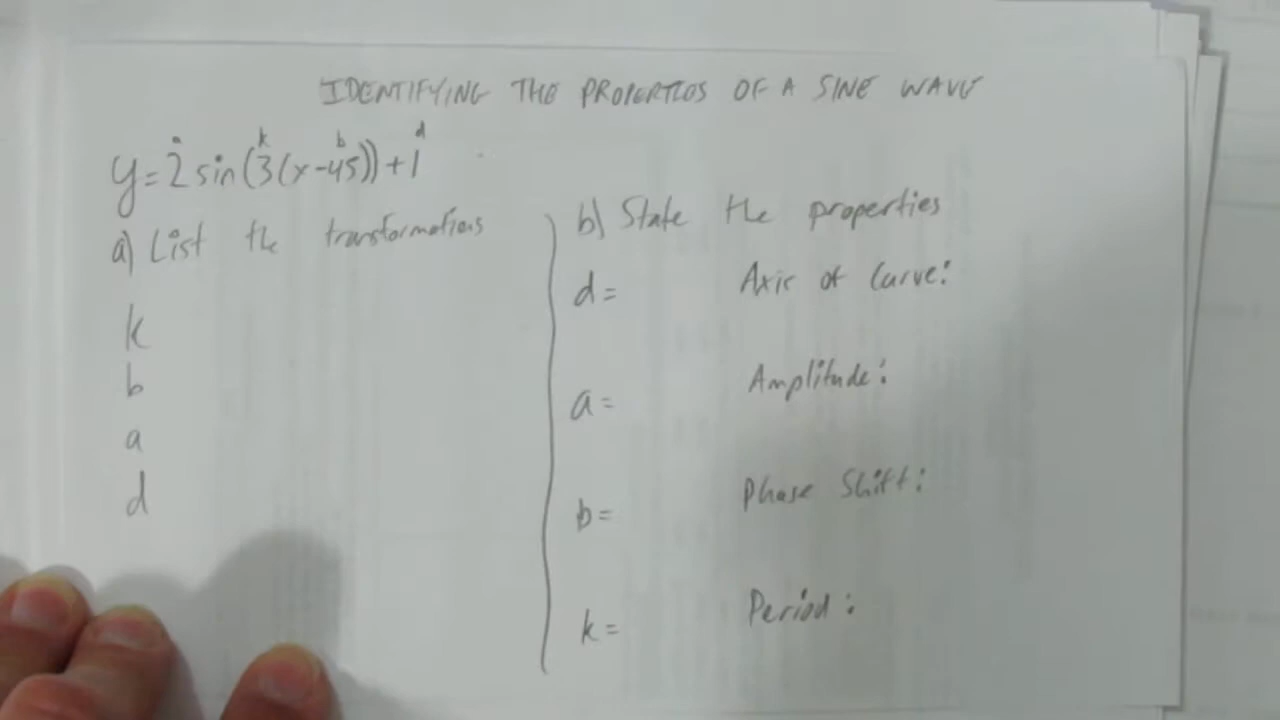 IDENTIFYING THE PROPERTIES OF A SINE WAVE
a k b d
y = 2 sin(3(x-45)) + 1
a) List the transformations
k
b
a
d
b) State the properties
d = Axis of Curve:
a = Amplitude:
b = Phase Shift:
k = Period: